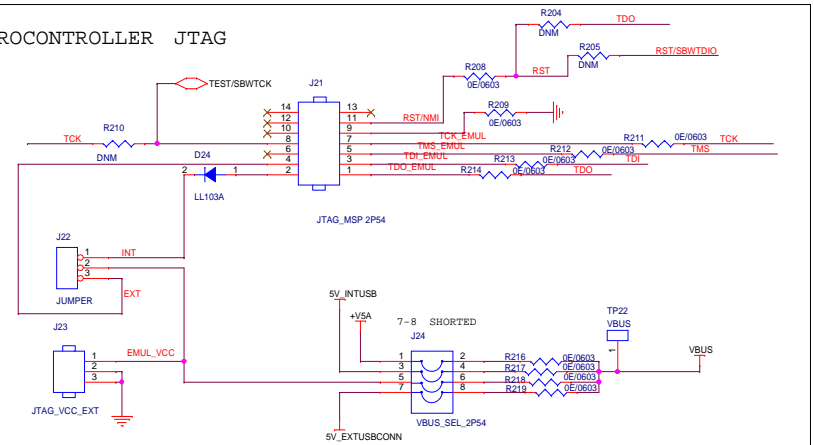 ROCONTROLLER JTAG
R204
DNM
TDO
R205
DNM
RST/SBWTDIO
R208
0E/0603
RST
TEST/SBWTCK
J21
14
12
10
8
6
4
2
13
11
9
7
5
3
1
RST/NMI
R209
0E/0603
TCK
R210
DNM
TCK_EMUL
TMS_EMUL
TDI_EMUL
TDO_EMUL
R211
0E/0603
TCK
R212
0E/0603
TMS
R213
0E/0603
TDI
R214
0E/0603
TDO
D24
2
1
LL103A
JTAG_MSP 2P54
J22
1
2
3
INT
EXT
JUMPER
J23
1
2
3
EMUL_VCC
JTAG_VCC_EXT
5V_INTUSB
+V5A
7-8 SHORTED
J24
1
3
5
7
2
4
6
8
R216
0E/0603
R217
0E/0603
R218
0E/0603
R219
0E/0603
TP22
VBUS
1
VBUS
VBUS_SEL_2P54
5V_EXTUSBCONN